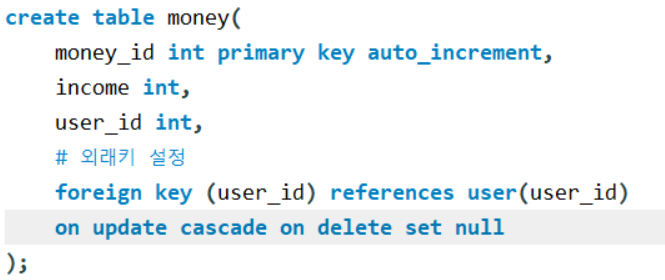 create table money(
    money_id int primary key auto_increment,
    income int,
    user_id int,
    # 외래키 설정
    foreign key (user_id) references user(user_id)
    on update cascade on delete set null
);